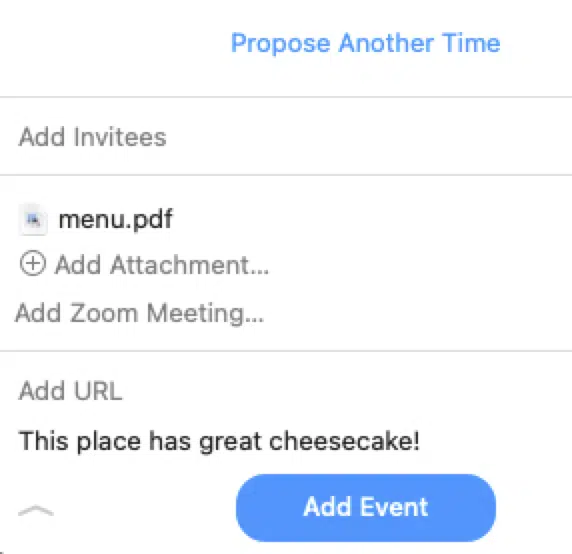 Propose Another Time
Add Invitees
menu.pdf
Add Attachment...
Add Zoom Meeting...
Add URL
This place has great cheesecake!
Add Event